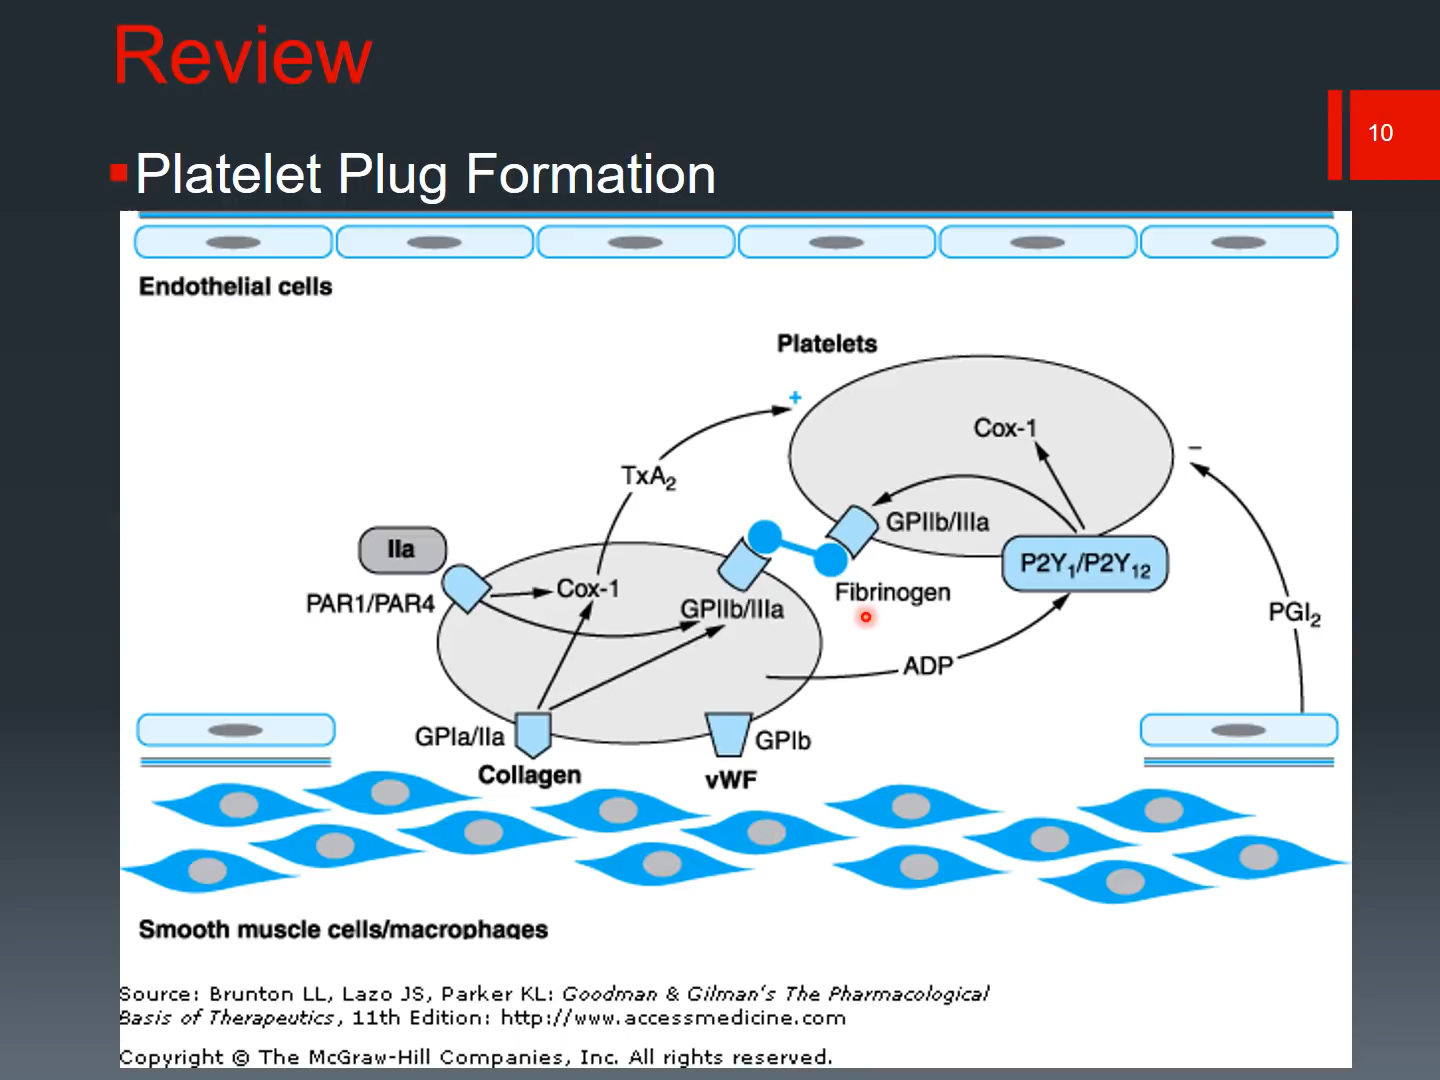 Review
10
Platelet Plug Formation
Endothelial cells
Platelets
+
Cox-1
–
TxA2
GPIIb/IIIa
IIa
P2Y1/P2Y12
Cox-1
Fibrinogen
PAR1/PAR4
GPIIb/IIIa
PGI2
ADP
GPIa/IIa
GPIb
Collagen
vWF
Smooth muscle cells/macrophages
Source: Brunton LL, Lazo JS, Parker KL: Goodman & Gilman's The Pharmacological
Basis of Therapeutics, 11th Edition: http://www.accessmedicine.com
Copyright © The McGraw-Hill Companies, Inc. All rights reserved.